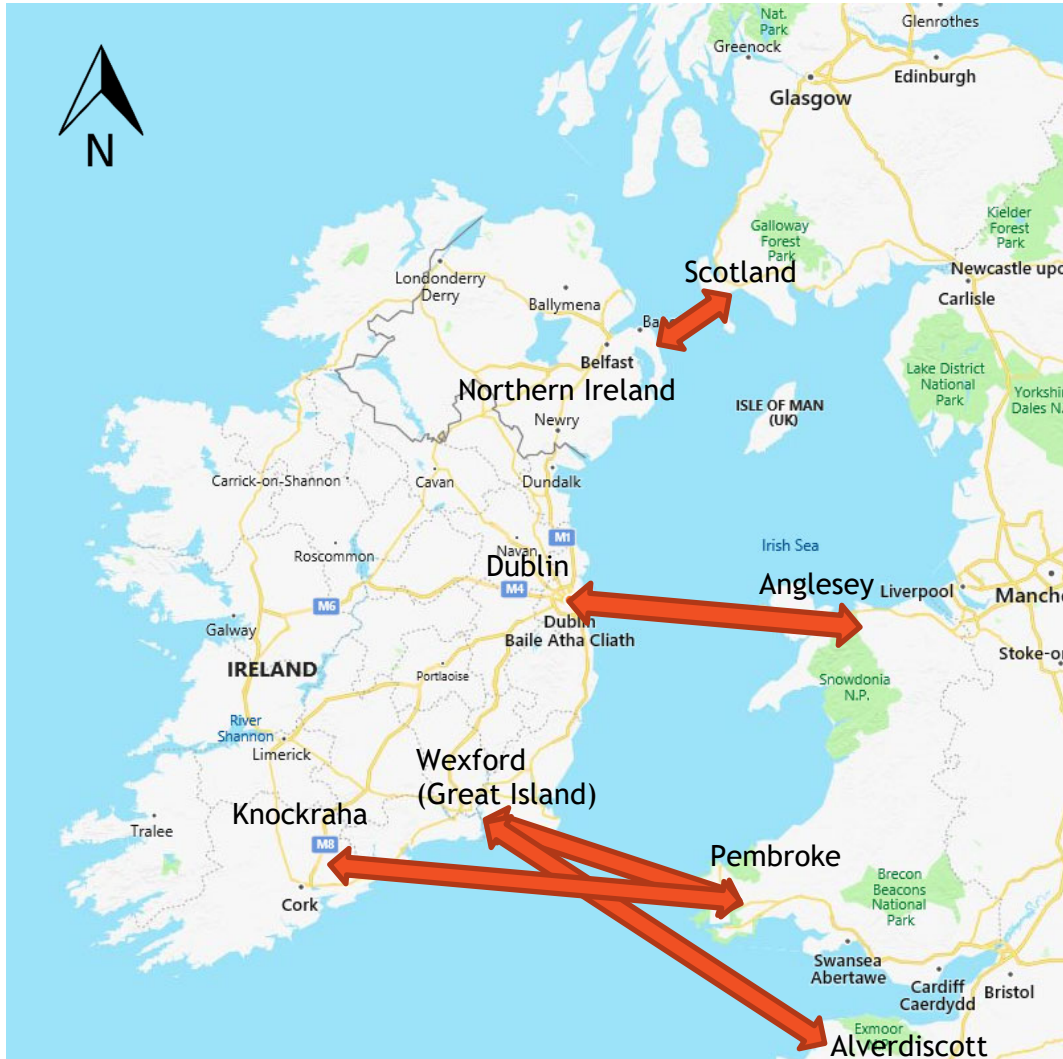 Nat.
Park
Glenrothes
Greenock
Edinburgh
Glasgow
N
Galloway
Forest
Park
Kielder
Forest
Park
Scotland
Newcastle upo
Carlisle
Londonderry
Derry
Ballymena
Ba
Belfast
Lake District
National
Park
Northern Ireland
Yorkshir
Dales N.
ISLE OF MAN
(UK)
Newry
Carrick-on-Shannon
Cavan
Dundalk
M1
Irish Sea
Roscommon
Navan
Dublin
M4
Anglesey
Liverpool
Manche
M6
Dublin
Baile Atha Cliath
Galway
Stoke-o
IRELAND
Portlaoise
Snowdonia
N.P.
River
Shannon
Limerick
Wexford
(Great Island)
Knockraha
Tralee
M8
Pembroke
Cork
Brecon
Beacons
National
Park
Swansea
Abertawe
Cardiff
Caerdydd
Bristol
Exmoor
Alverdiscott